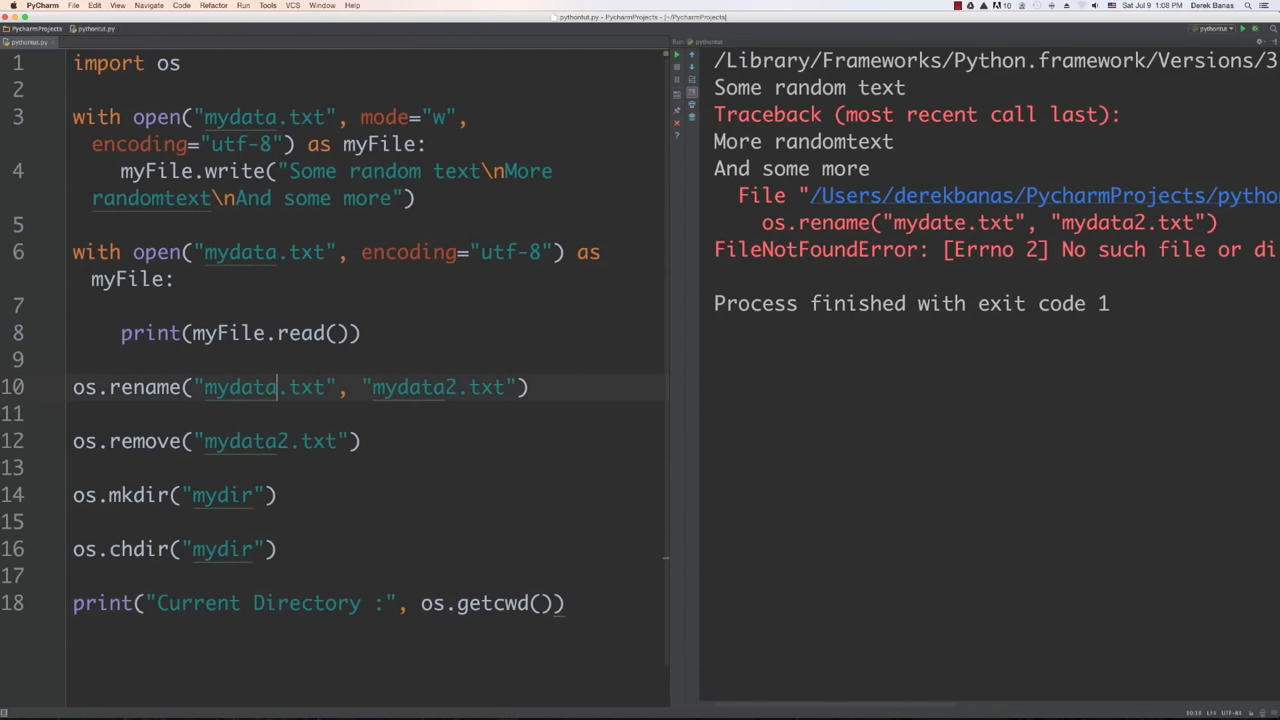 PyCharm File Edit View Navigate Code Refactor Run Tools VCS Window Help
10 Sat Jul 9 1:08 PM Derek Banas
pythontut.py - PycharmProjects - [~/PycharmProjects]
PycharmProjects pythontut.py
pythontut
pythontut.py
Run pythontut
1 import os
2
3 with open("mydata.txt", mode="w",
encoding="utf-8") as myFile:
4 myFile.write("Some random text\nMore
randomtext\nAnd some more")
5
6 with open("mydata.txt", encoding="utf-8") as
myFile:
7
8 print(myFile.read())
9
10 os.rename("mydata.txt", "mydata2.txt")
11
12 os.remove("mydata2.txt")
13
14 os.mkdir("mydir")
15
16 os.chdir("mydir")
17
18 print("Current Directory :", os.getcwd())
/Library/Frameworks/Python.framework/Versions/3
Some random text
Traceback (most recent call last):
More randomtext
And some more
File "/Users/derekbanas/PycharmProjects/python
os.rename("mydate.txt", "mydata2.txt")
FileNotFoundError: [Errno 2] No such file or di
Process finished with exit code 1